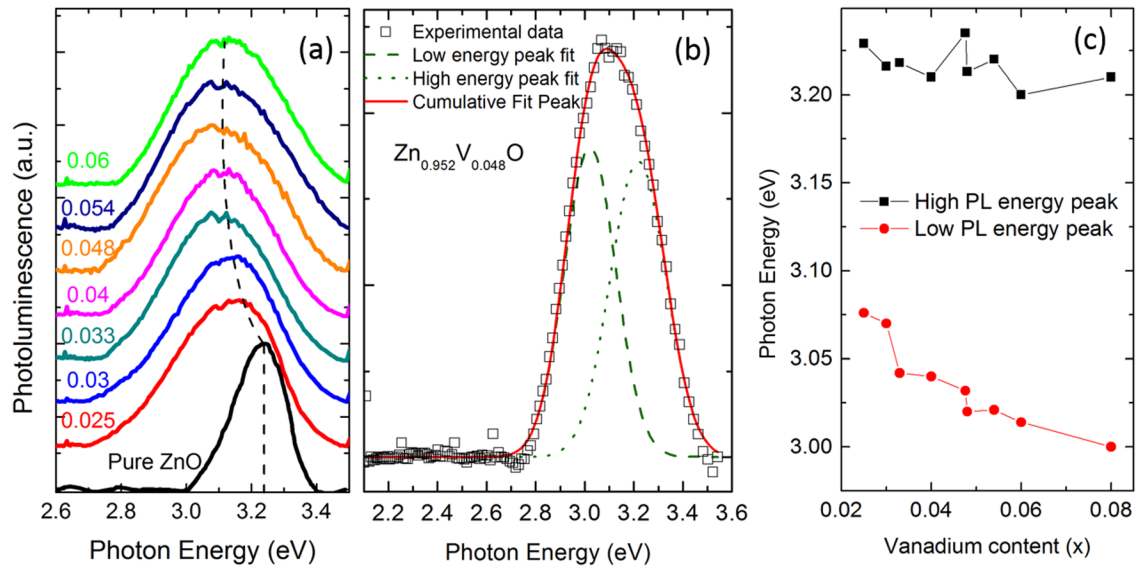 (a)
0.06
0.054
0.048
0.04
0.033
0.03
0.025
Pure ZnO
Photoluminescence (a.u.)
2.6 2.8 3.0 3.2 3.4
Photon Energy (eV)
(b)
Experimental data
Low energy peak fit
High energy peak fit
Cumulative Fit Peak
Zn0.952V0.048O
2.2 2.4 2.6 2.8 3.0 3.2 3.4 3.6
Photon Energy (eV)
(c)
High PL energy peak
Low PL energy peak
Photon Energy (eV)
3.20
3.15
3.10
3.05
3.00
0.02 0.04 0.06 0.08
Vanadium content (x)